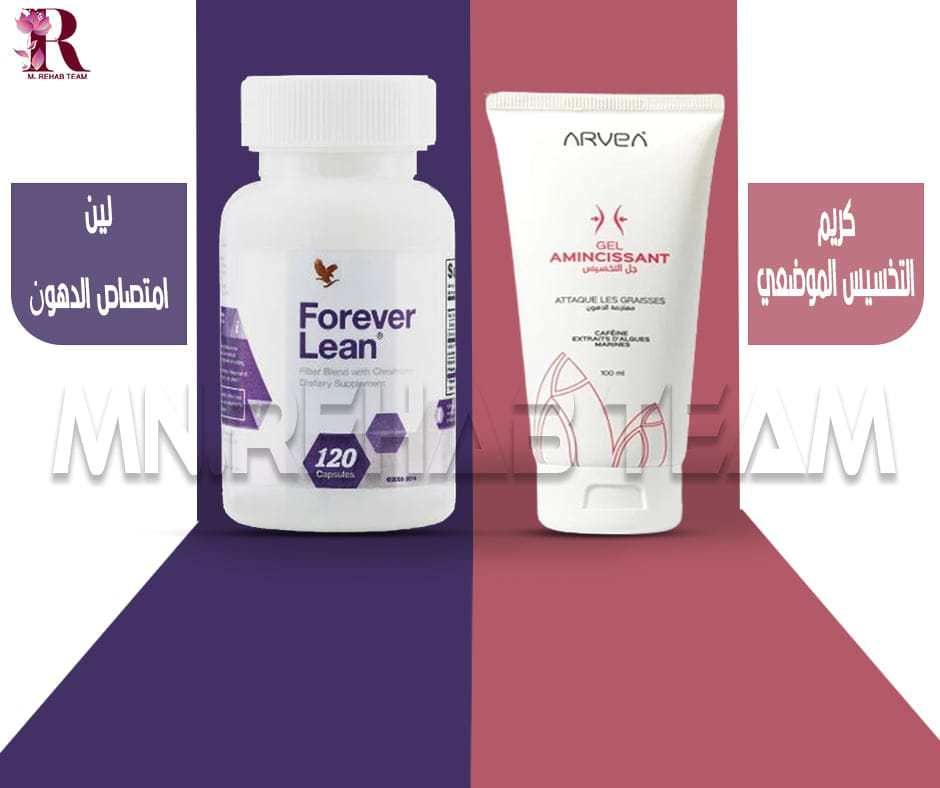 R
M. REHAB TEAM
لين
امتصاص الدهون
Forever
Lean®
Fiber Blend with Chromium
Dietary Supplement
120
Capsules
ARVEA
GEL
AMINCISSANT
جل التخسيس
ATTAQUE LES GRAISSES
مهاجمة الدهون
CAFÉINE
EXTRAITS D'ALGUES
MARINES
100 ml
كريم
التخسيس الموضعي
MN.REHAB TEAM